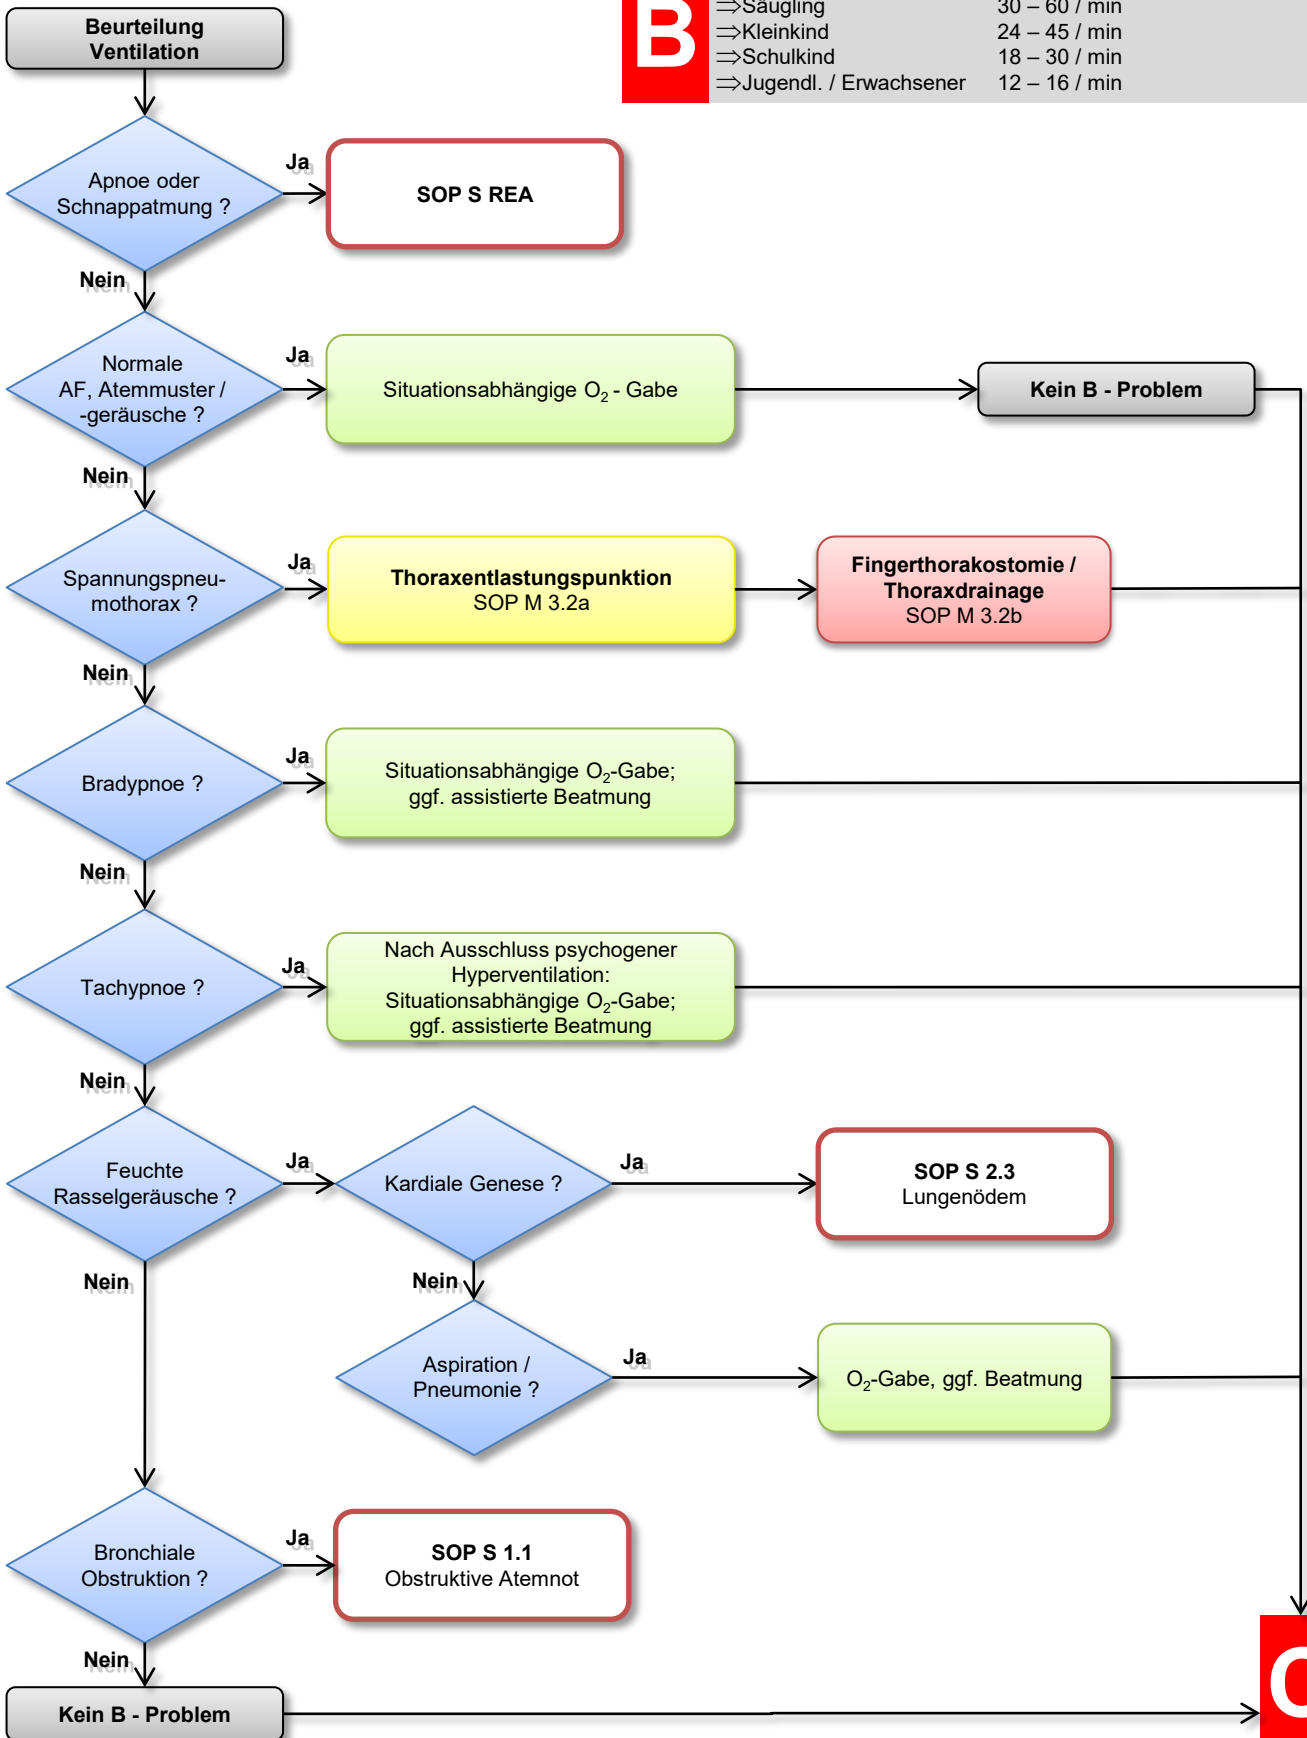 Beurteilung
Ventilation
B
⇒Säugling 30 – 60 / min
⇒Kleinkind 24 – 45 / min
⇒Schulkind 18 – 30 / min
⇒Jugendl. / Erwachsener 12 – 16 / min
Apnoe oder
Schnappatmung ?
Ja
SOP S REA
Nein
Normale
AF, Atemmuster /
-geräusche ?
Ja
Situationsabhängige O₂ - Gabe
Kein B - Problem
Nein
Spannungspneu-
mothorax ?
Ja
Thoraxentlastungspunktion
SOP M 3.2a
Fingerthorakostomie /
Thoraxdrainage
SOP M 3.2b
Nein
Bradypnoe ?
Ja
Situationsabhängige O₂-Gabe;
ggf. assistierte Beatmung
Nein
Tachypnoe ?
Ja
Nach Ausschluss psychogener
Hyperventilation:
Situationsabhängige O₂-Gabe;
ggf. assistierte Beatmung
Nein
Feuchte
Rasselgeräusche ?
Ja
Kardiale Genese ?
Ja
SOP S 2.3
Lungenödem
Nein
Nein
Aspiration /
Pneumonie ?
Ja
O₂-Gabe, ggf. Beatmung
Bronchiale
Obstruktion ?
Ja
SOP S 1.1
Obstruktive Atemnot
Nein
Kein B - Problem
C